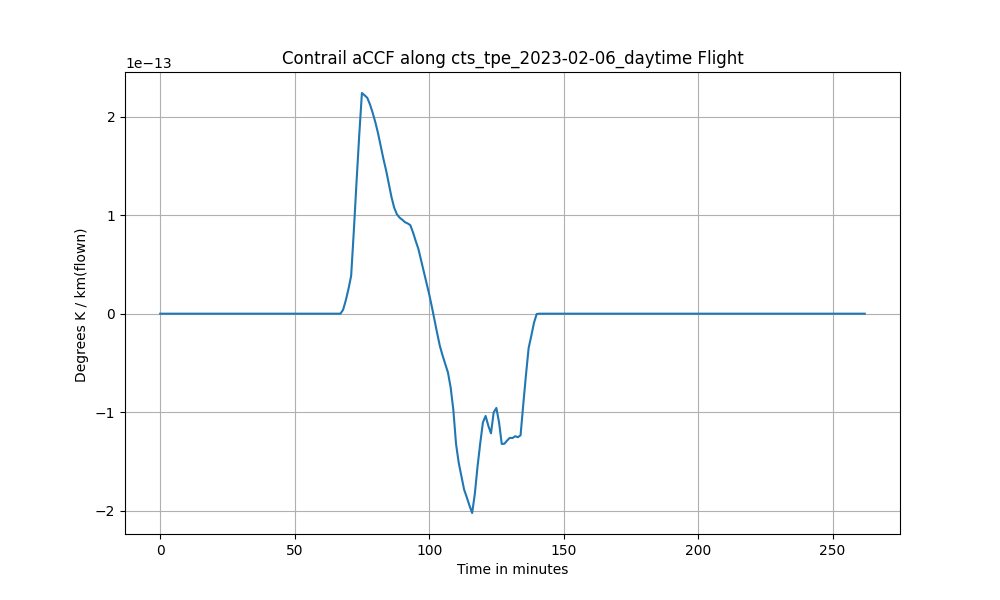 Contrail aCCF along cts_tpe_2023-02-06_daytime Flight
1e−13
2
1
0
−1
−2
Degrees K / km(flown)
0 50 100 150 200 250
Time in minutes